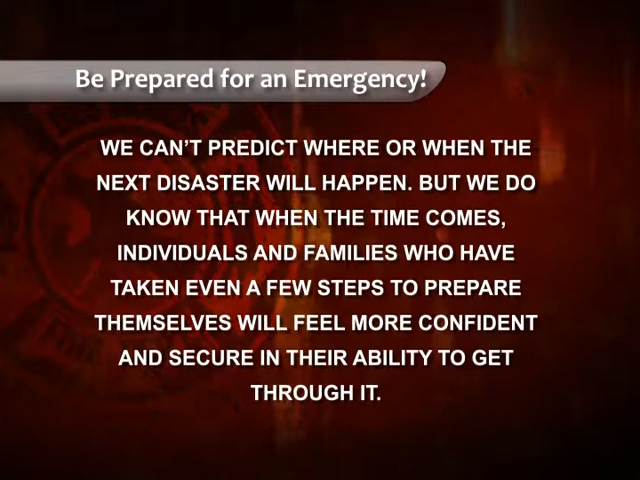 Be Prepared for an Emergency!
WE CAN'T PREDICT WHERE OR WHEN THE
NEXT DISASTER WILL HAPPEN. BUT WE DO
KNOW THAT WHEN THE TIME COMES,
INDIVIDUALS AND FAMILIES WHO HAVE
TAKEN EVEN A FEW STEPS TO PREPARE
THEMSELVES WILL FEEL MORE CONFIDENT
AND SECURE IN THEIR ABILITY TO GET
THROUGH IT.